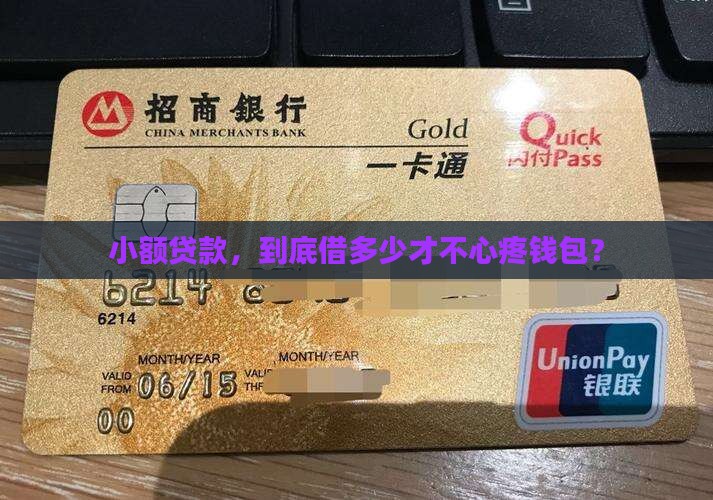 招商銀行
CHINA MERCHANTS BANK
Gold
一卡通
Quick
闪付Pass
小额贷款，到底借多少才不心疼钱包？
6214
6214
MONTH/YEAR MONTH/YEAR
VALID FROM 06/15 VALID
00
UnionPay
银联